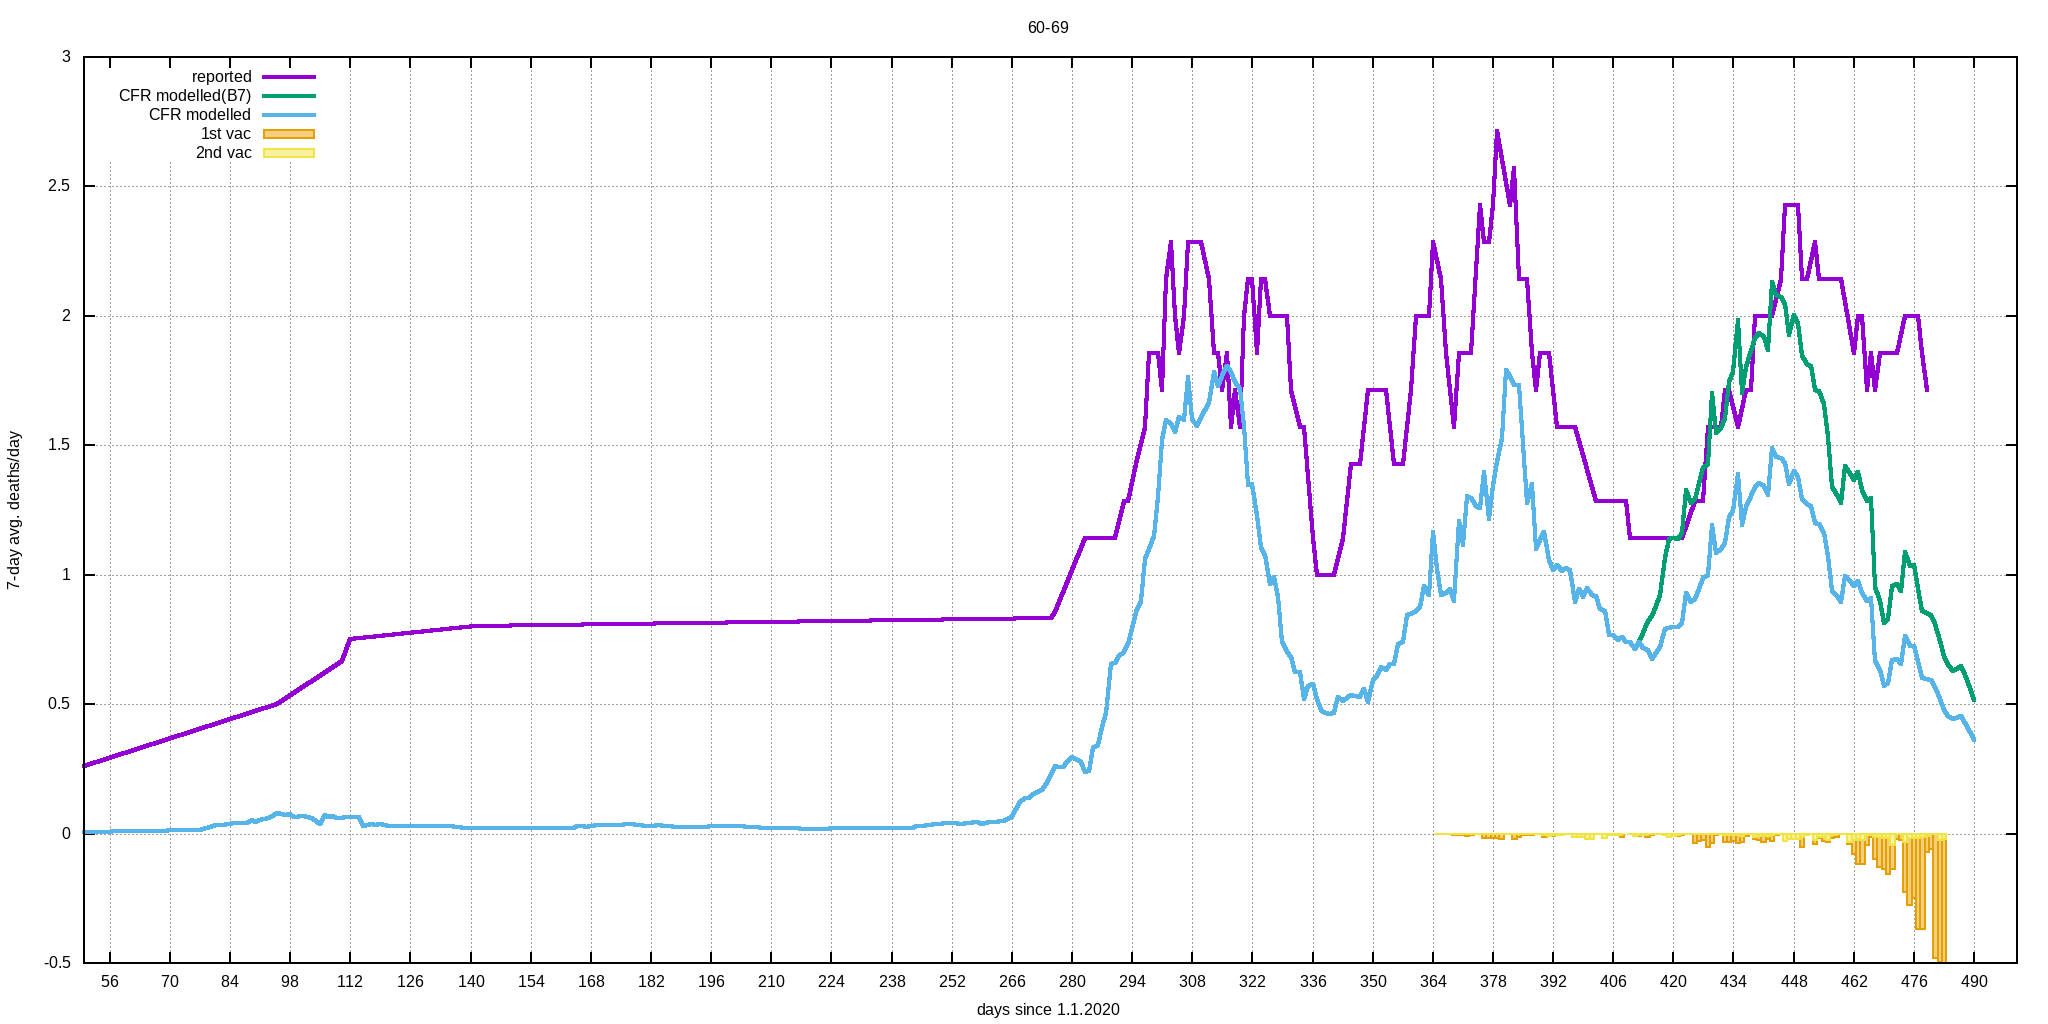 60-69
reported
CFR modelled(B7)
CFR modelled
1st vac
2nd vac
3
2.5
2
1.5
1
0.5
0
-0.5
7-day avg. deaths/day
56 70 84 98 112 126 140 154 168 182 196 210 224 238 252 266 280 294 308 322 336 350 364 378 392 406 420 434 448 462 476 490
days since 1.1.2020